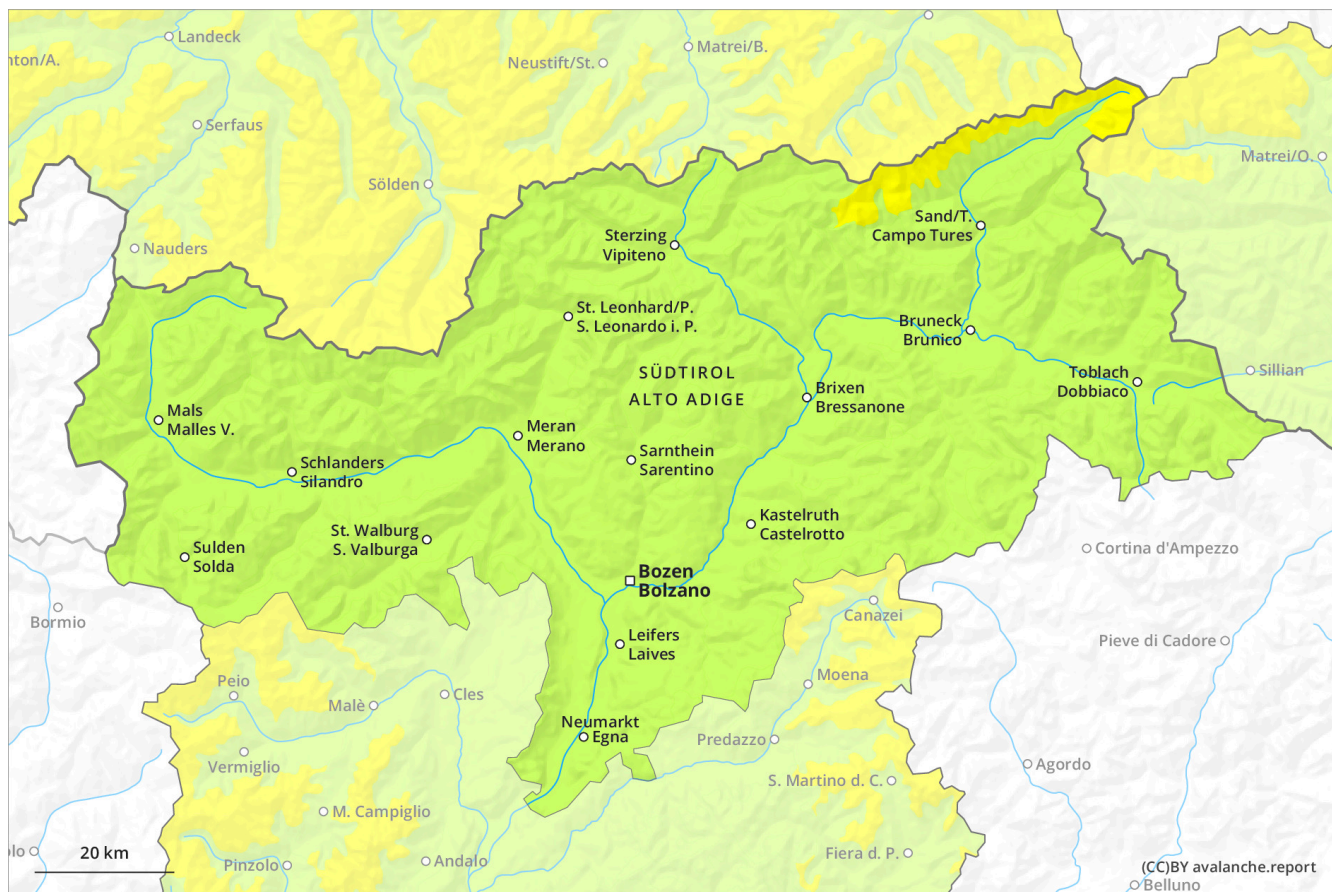 Landeck
nton/A.
Neustift/St.
Matrei/B.
Serfaus
Matrei/O.
Sölden
Sand/T.
Campo Tures
Sterzing
Vipiteno
Nauders
St. Leonhard/P.
S. Leonardo i. P.
Bruneck
Brunico
SÜDTIROL
ALTO ADIGE
Toblach
Dobbiaco
Sillian
Brixen
Bressanone
Mals
Malles V.
Meran
Merano
Sarnthein
Sarentino
Schlanders
Silandro
Kastelruth
Castelrotto
St. Walburg
S. Valburga
Sulden
Solda
Cortina d'Ampezzo
Bozen
Bolzano
Bormio
Canazei
Leifers
Laives
Pieve di Cadore
Peio
Moena
Cles
Malè
Neumarkt
Egna
Predazzo
Vermiglio
Agordo
S. Martino d. C.
M. Campiglio
20 km
olo
Pinzolo
Andalo
Fiera d. P.
(CC)BY avalanche.report
Belluno